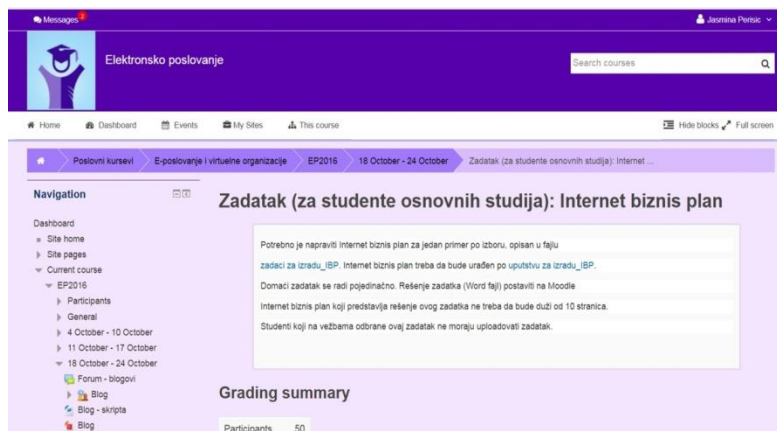 Messages 2
Jasmina Perisic
Elektronsko poslovanje
Search courses
Home Dashboard Events My Sites This course
Hide blocks Full screen
Poslovni kursevi E-poslovanje i virtuelne organizacije EP2016 18 October - 24 October Zadatak (za studente osnovnih studija): Internet ...
Navigation
Dashboard
Site home
Site pages
Current course
EP2016
Participants
General
4 October - 10 October
11 October - 17 October
18 October - 24 October
Forum - blogovi
Blog
Blog - skripta
Blog
Zadatak (za studente osnovnih studija): Internet biznis plan
Potrebno je napraviti Internet biznis plan za jedan primer po izboru, opisan u fajlu
zadaci za izradu_IBP. Internet biznis plan treba da bude urađen po uputstvu za izradu_IBP.
Domaći zadatak se radi pojedinačno. Rešenje zadatka (Word fajl) postaviti na Moodle
Internet biznis plan koji predstavlja rešenje ovog zadatka ne treba da bude duži od 10 stranica.
Studenti koji na vežbama odbrane ovaj zadatak ne moraju uploadovati zadatak.
Grading summary
Participants 50